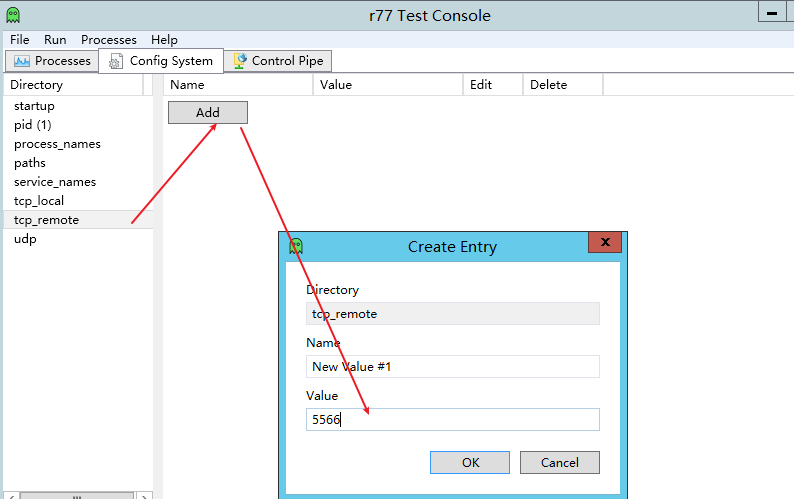 r77 Test Console
File Run Processes Help
Processes Config System Control Pipe
Directory Name Value Edit Delete
startup
Add
pid (1)
process_names
paths
service_names
tcp_local
tcp_remote
udp
Create Entry
Directory
tcp_remote
Name
New Value #1
Value
5566
OK Cancel